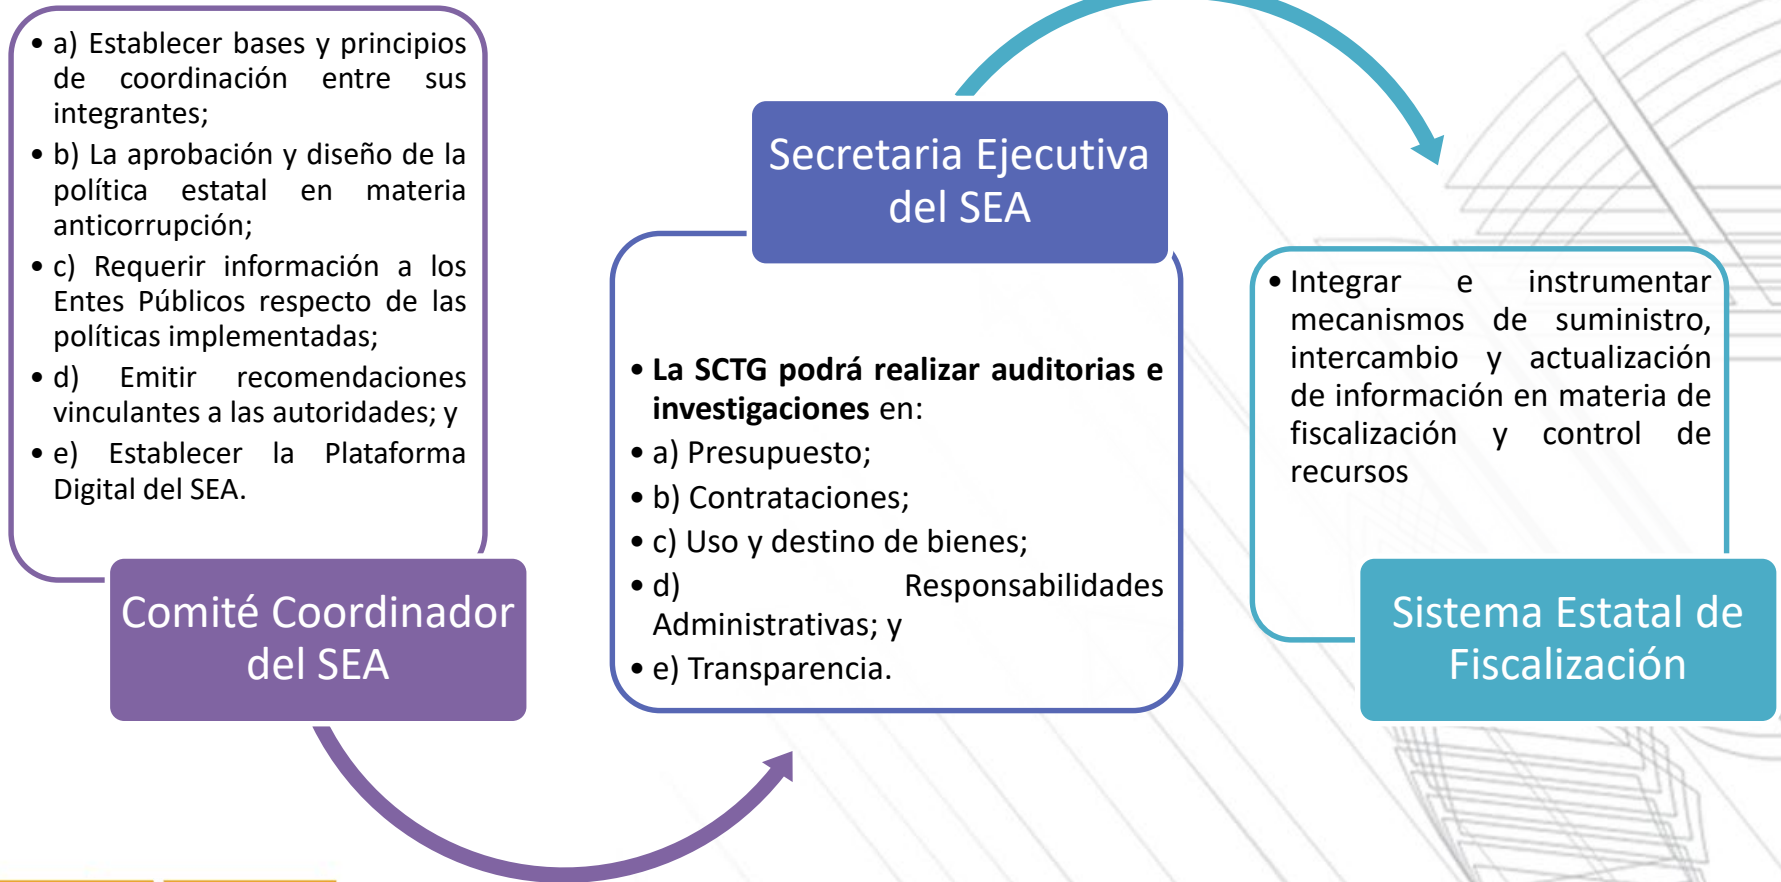 • a) Establecer bases y principios
de coordinación entre sus
integrantes;
• b) La aprobación y diseño de la
política estatal en materia
anticorrupción;
• c) Requerir información a los
Entes Públicos respecto de las
políticas implementadas;
• d) Emitir recomendaciones
vinculantes a las autoridades; y
• e) Establecer la Plataforma
Digital del SEA.
Comité Coordinador
del SEA
Secretaria Ejecutiva
del SEA
• La SCTG podrá realizar auditorias e
investigaciones en:
• a) Presupuesto;
• b) Contrataciones;
• c) Uso y destino de bienes;
• d) Responsabilidades
Administrativas; y
• e) Transparencia.
• Integrar e instrumentar
mecanismos de suministro,
intercambio y actualización
de información en materia de
fiscalización y control de
recursos
Sistema Estatal de
Fiscalización